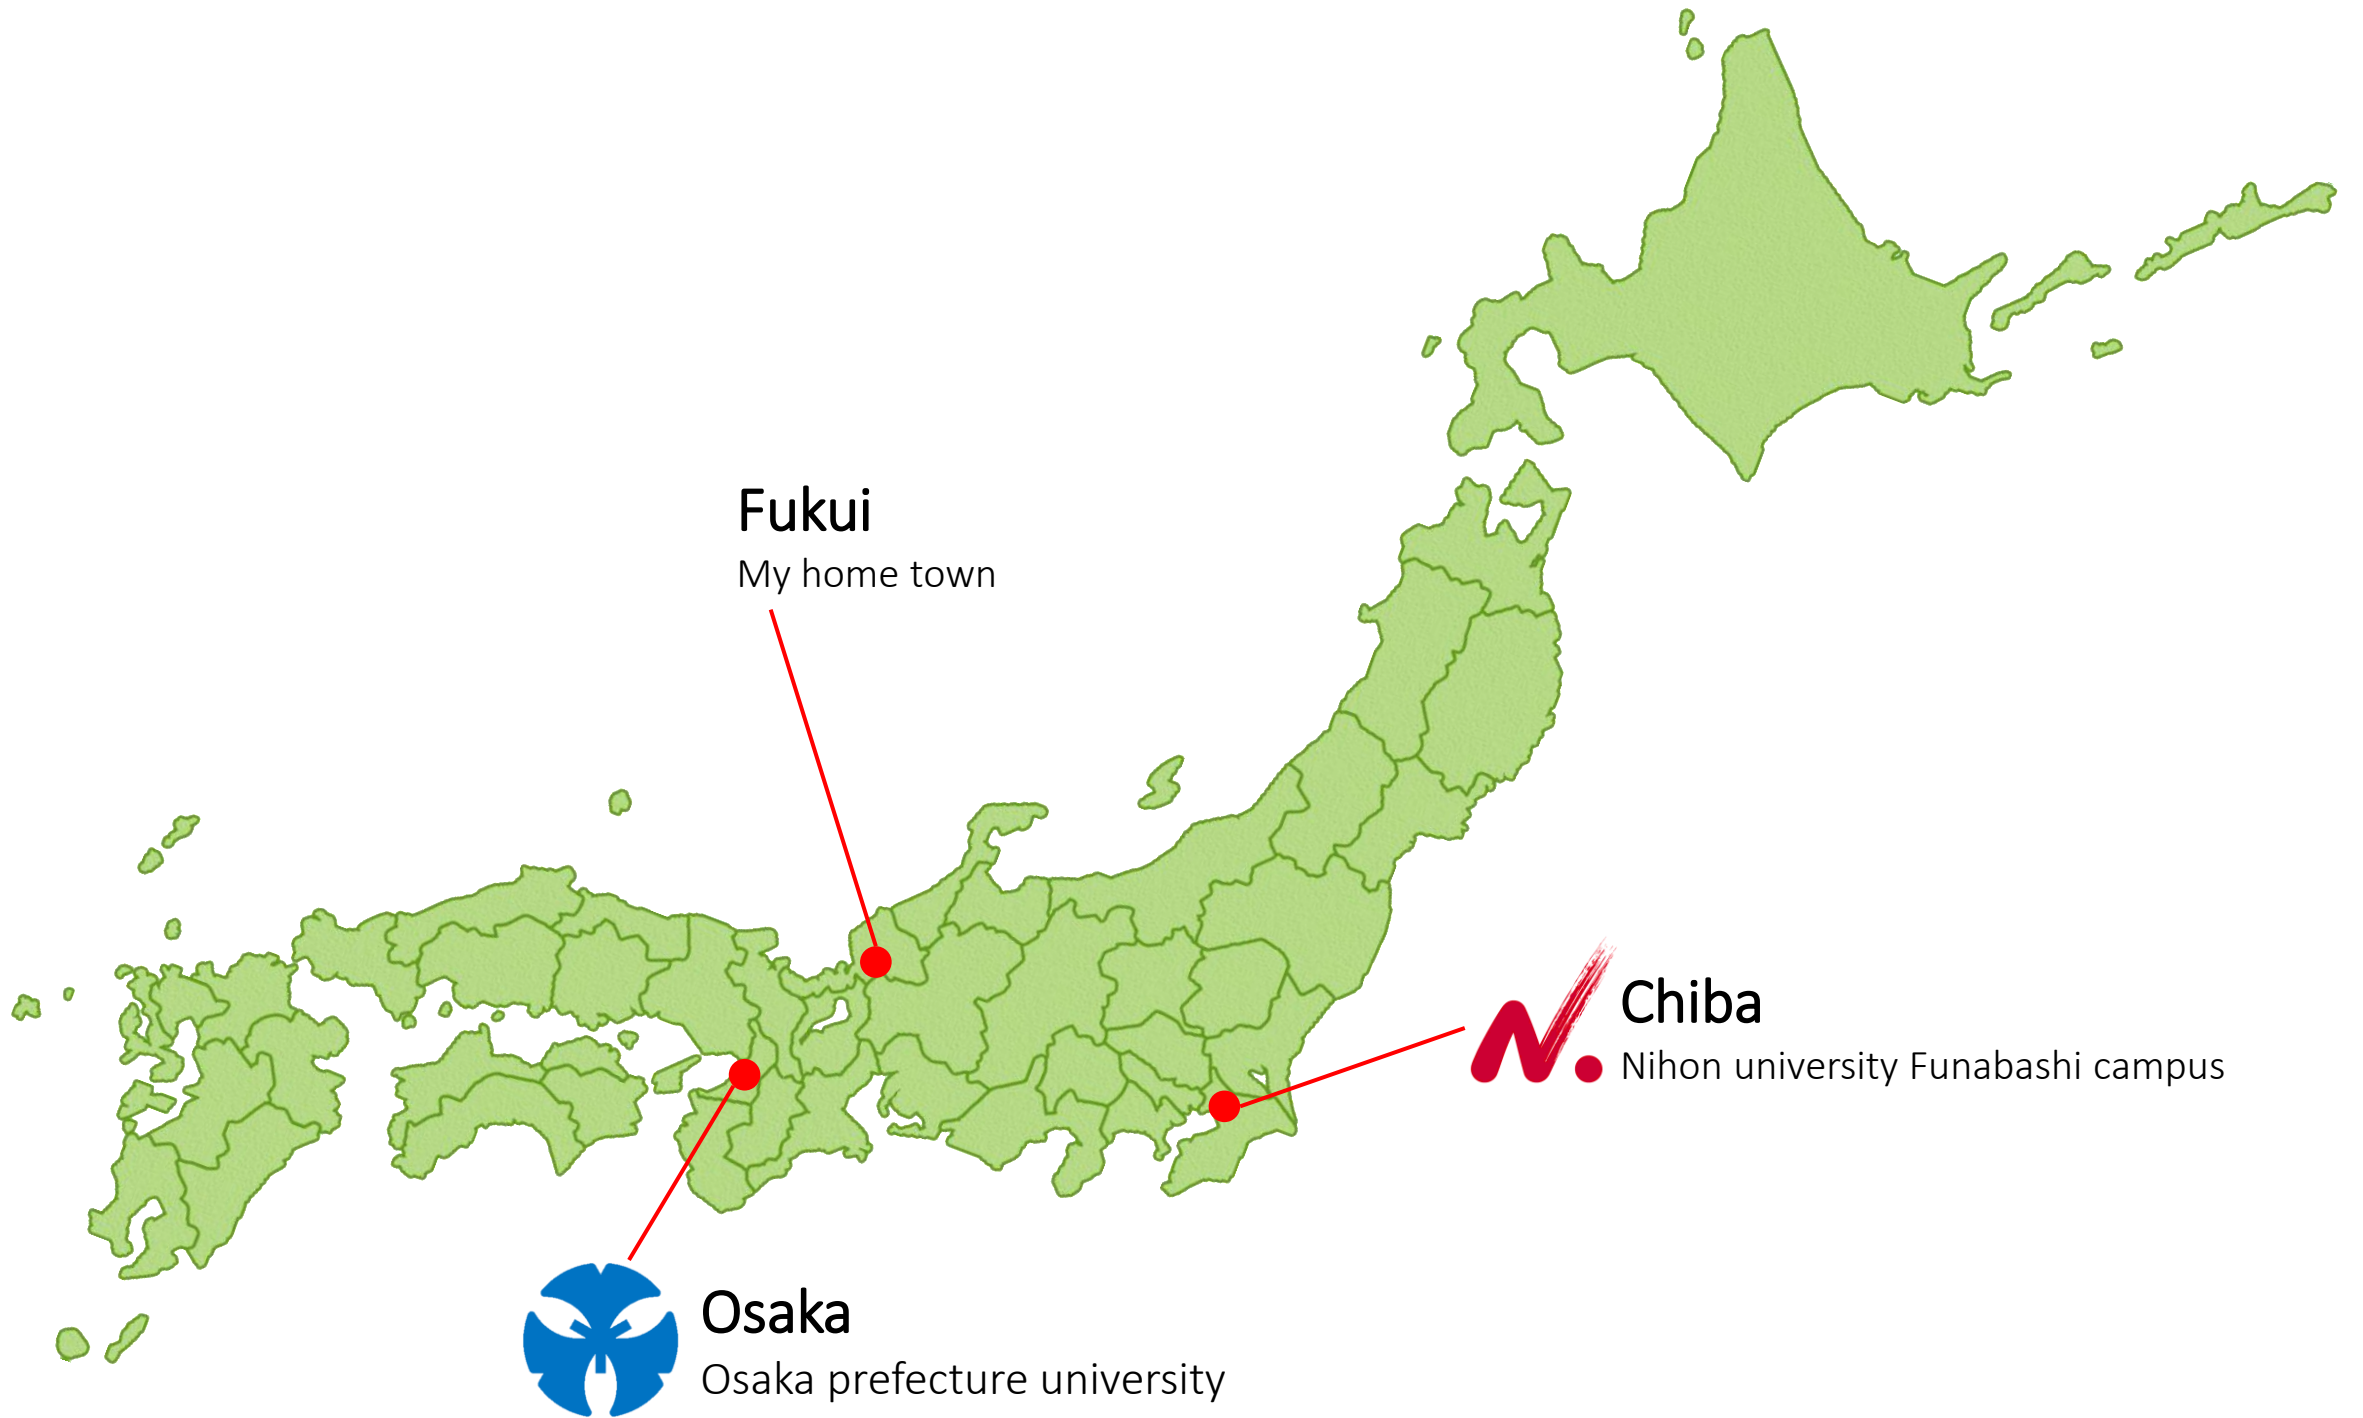 Fukui
My home town
Chiba
Nihon university Funabashi campus
Osaka
Osaka prefecture university